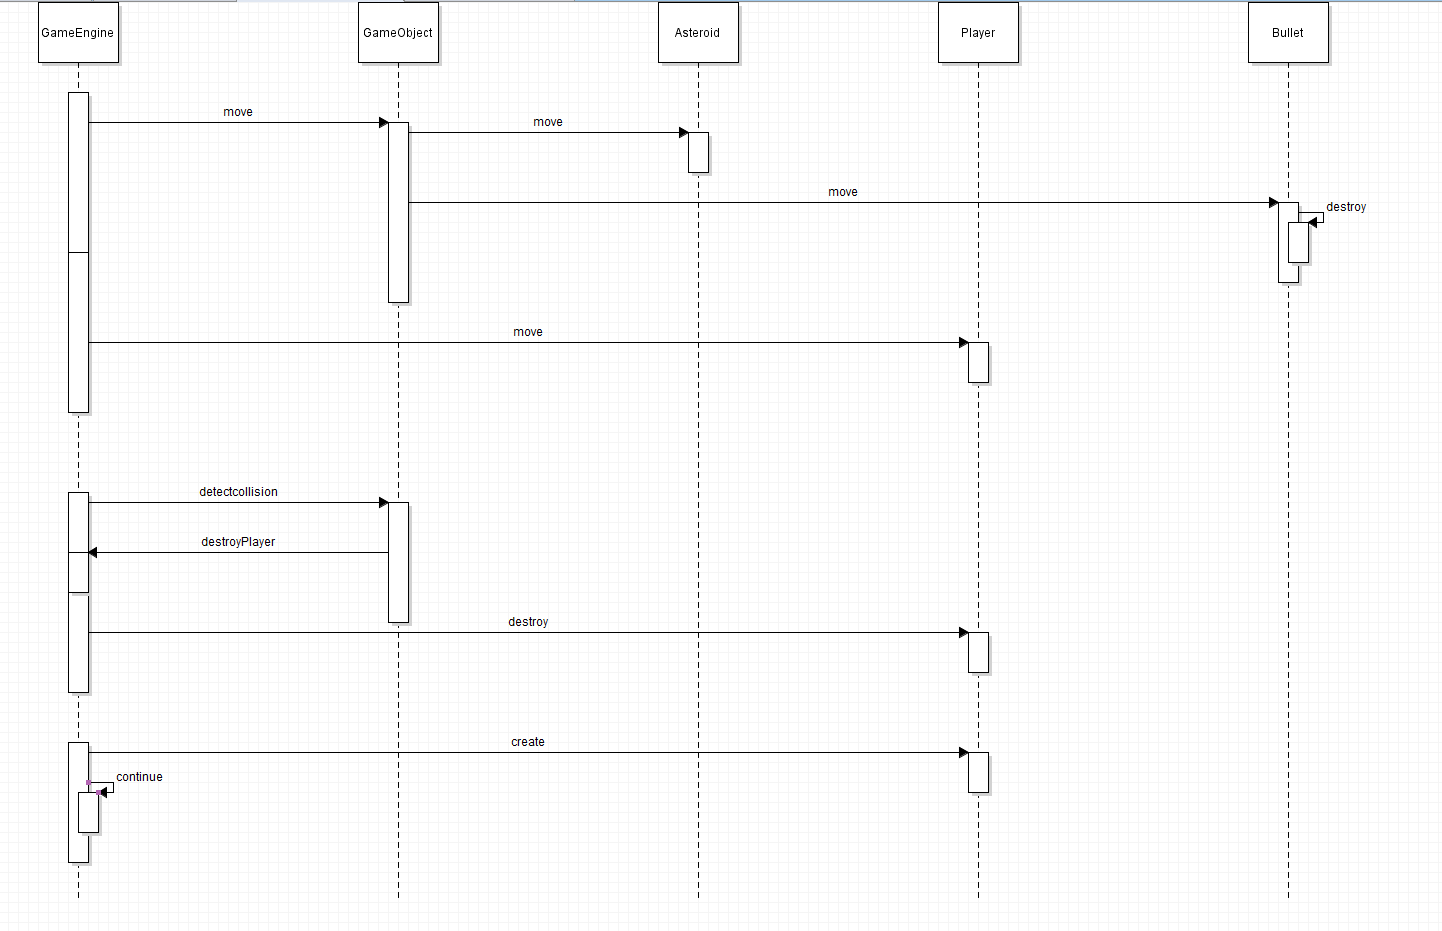 GameEngine
GameObject
Asteroid
Player
Bullet
move
move
move
destroy
move
detectcollision
destroyPlayer
destroy
create
continue